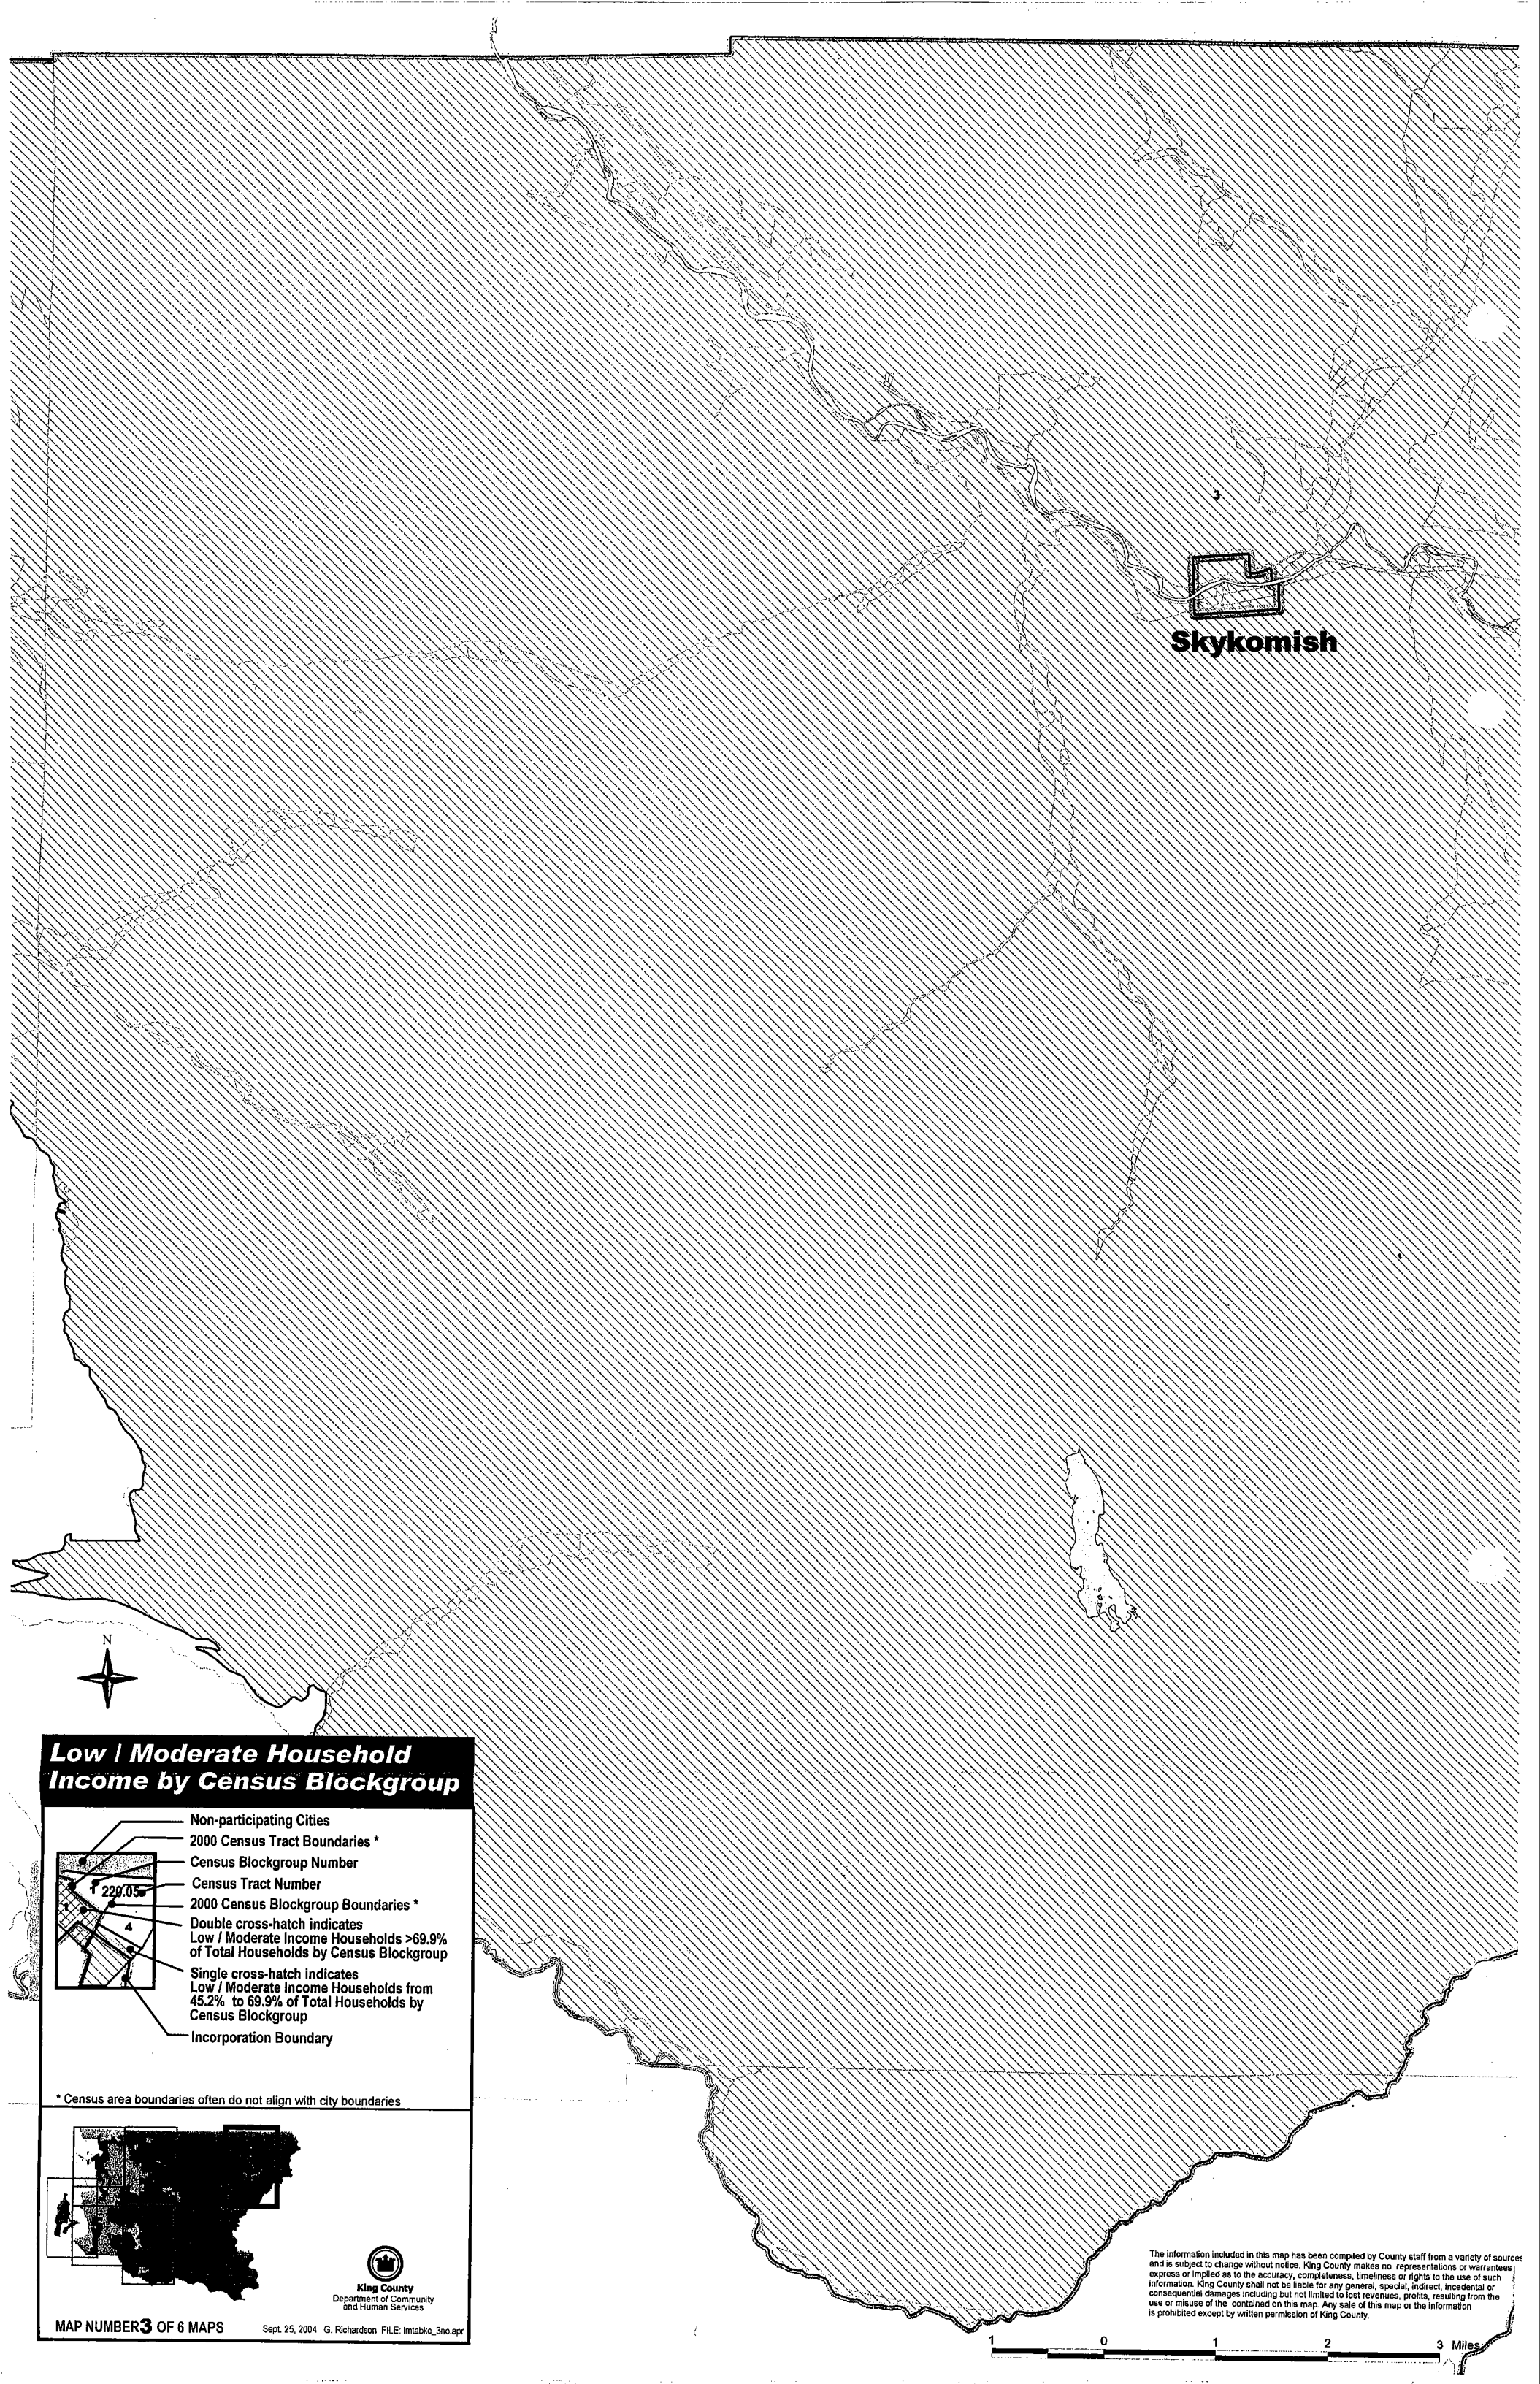 3
Skykomish
1
N
Low / Moderate Household
Income by Census Blockgroup
Non-participating Cities
2000 Census Tract Boundaries *
Census Blockgroup Number
Census Tract Number
2000 Census Blockgroup Boundaries *
Double cross-hatch indicates
Low / Moderate Income Households >69.9%
of Total Households by Census Blockgroup
Single cross-hatch indicates
Low / Moderate Income Households from
45.2% to 69.9% of Total Households by
Census Blockgroup
Incorporation Boundary
1
220.05
1
4
* Census area boundaries often do not align with city boundaries
King County
Department of Community
and Human Services
MAP NUMBER 3 OF 6 MAPS
Sept. 25, 2004 G. Richardson FILE: lmtabkc_3no.apr
The information included in this map has been compiled by County staff from a variety of sources
and is subject to change without notice. King County makes no representations or warranties,
express or implied as to the accuracy, completeness, timeliness or rights to the use of such
information. King County shall not be liable for any general, special, indirect, incedental or
consequential damages including but not limited to lost revenues, profits, resulting from the
use or misuse of the contained on this map. Any sale of this map or the information
is prohibited except by written permission of King County.
1 0 1 2 3 Miles